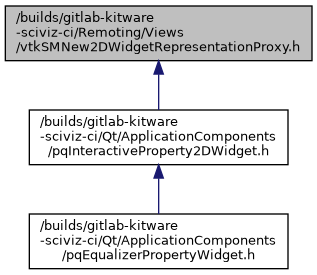 /builds/gitlab-kitware
-sciviz-ci/Remoting/Views
/vtkSMNew2DWidgetRepresentationProxy.h
/builds/gitlab-kitware
-sciviz-ci/Qt/ApplicationComponents
/pqInteractiveProperty2DWidget.h
/builds/gitlab-kitware
-sciviz-ci/Qt/ApplicationComponents
/pqEqualizerPropertyWidget.h